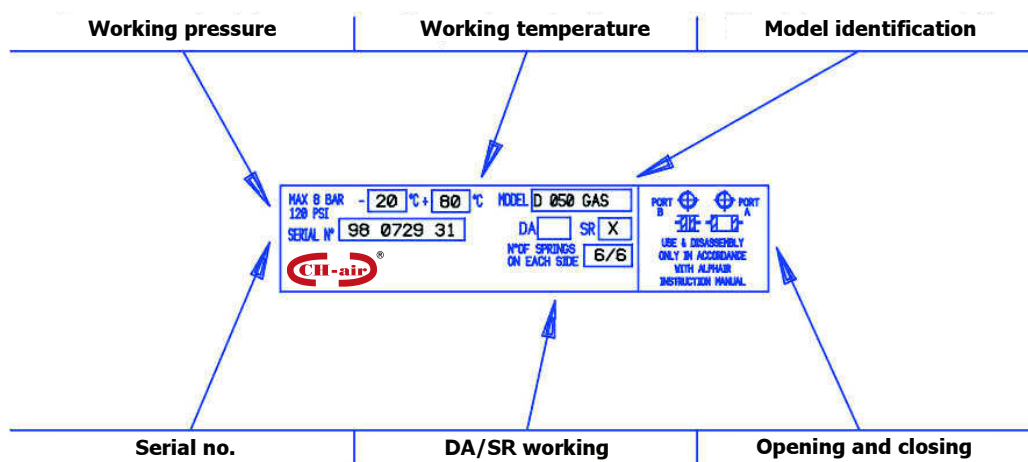 Working pressure
Working temperature
Model identification
MAX 8 BAR
120 PSI
- 20 °C + 80 °C
MODEL D 050 GAS
SERIAL N° 98 0729 31
DA SR X
N°OF SPRINGS
ON EACH SIDE
6/6
CH-air®
PORT
B
PORT
A
USE & DISASSEMBLY
ONLY IN ACCORDANCE
WITH ALPHAIR
INSTRUCTION MANUAL
Serial no.
DA/SR working
Opening and closing